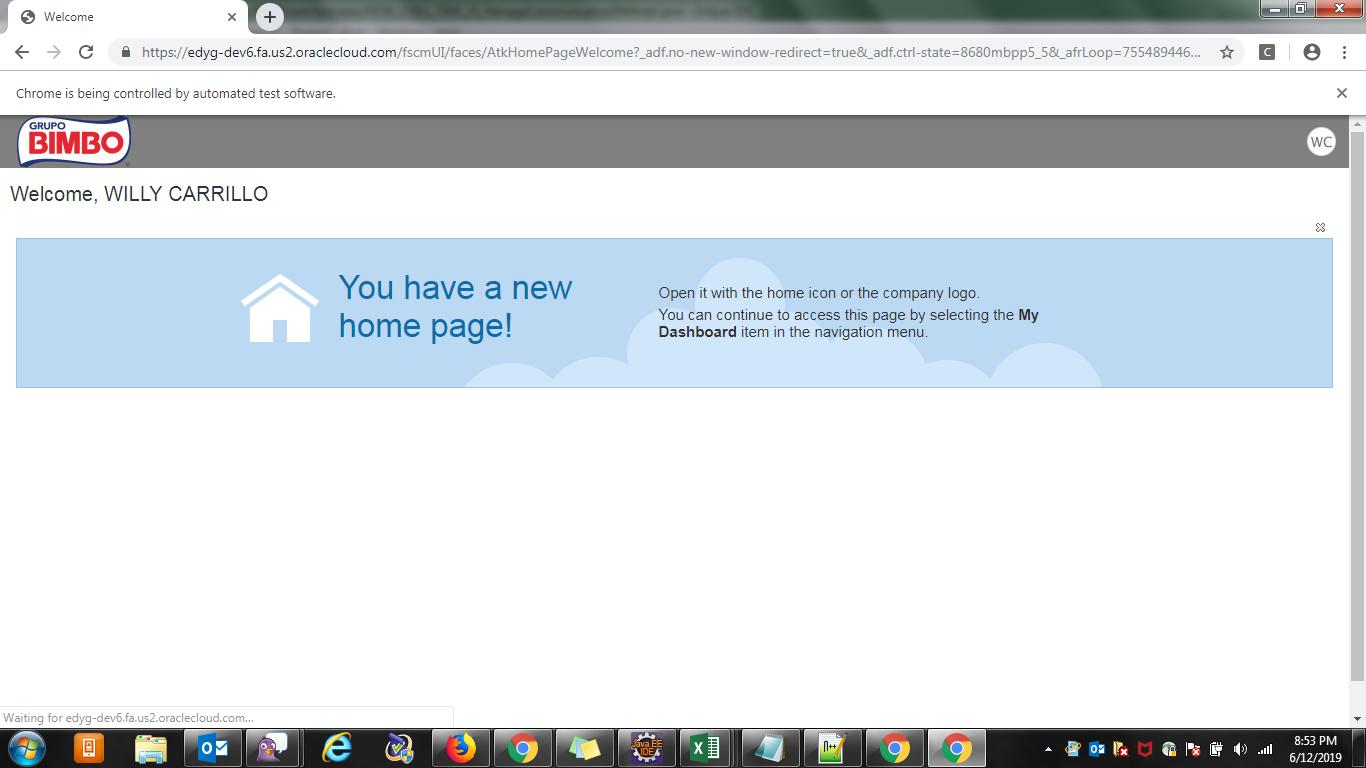 Welcome
https://edyg-dev6.fa.us2.oraclecloud.com/fscmUI/faces/AtkHomePageWelcome?_adf.no-new-window-redirect=true&_adf.ctrl-state=8680mbpp5_5&_afrLoop=755489446...
C
Chrome is being controlled by automated test software.
GRUPO
BIMBO
WC
Welcome, WILLY CARRILLO
You have a new
home page!
Open it with the home icon or the company logo.
You can continue to access this page by selecting the My
Dashboard item in the navigation menu.
Waiting for edyg-dev6.fa.us2.oraclecloud.com...
Java EE
IDE
8:53 PM
6/12/2019